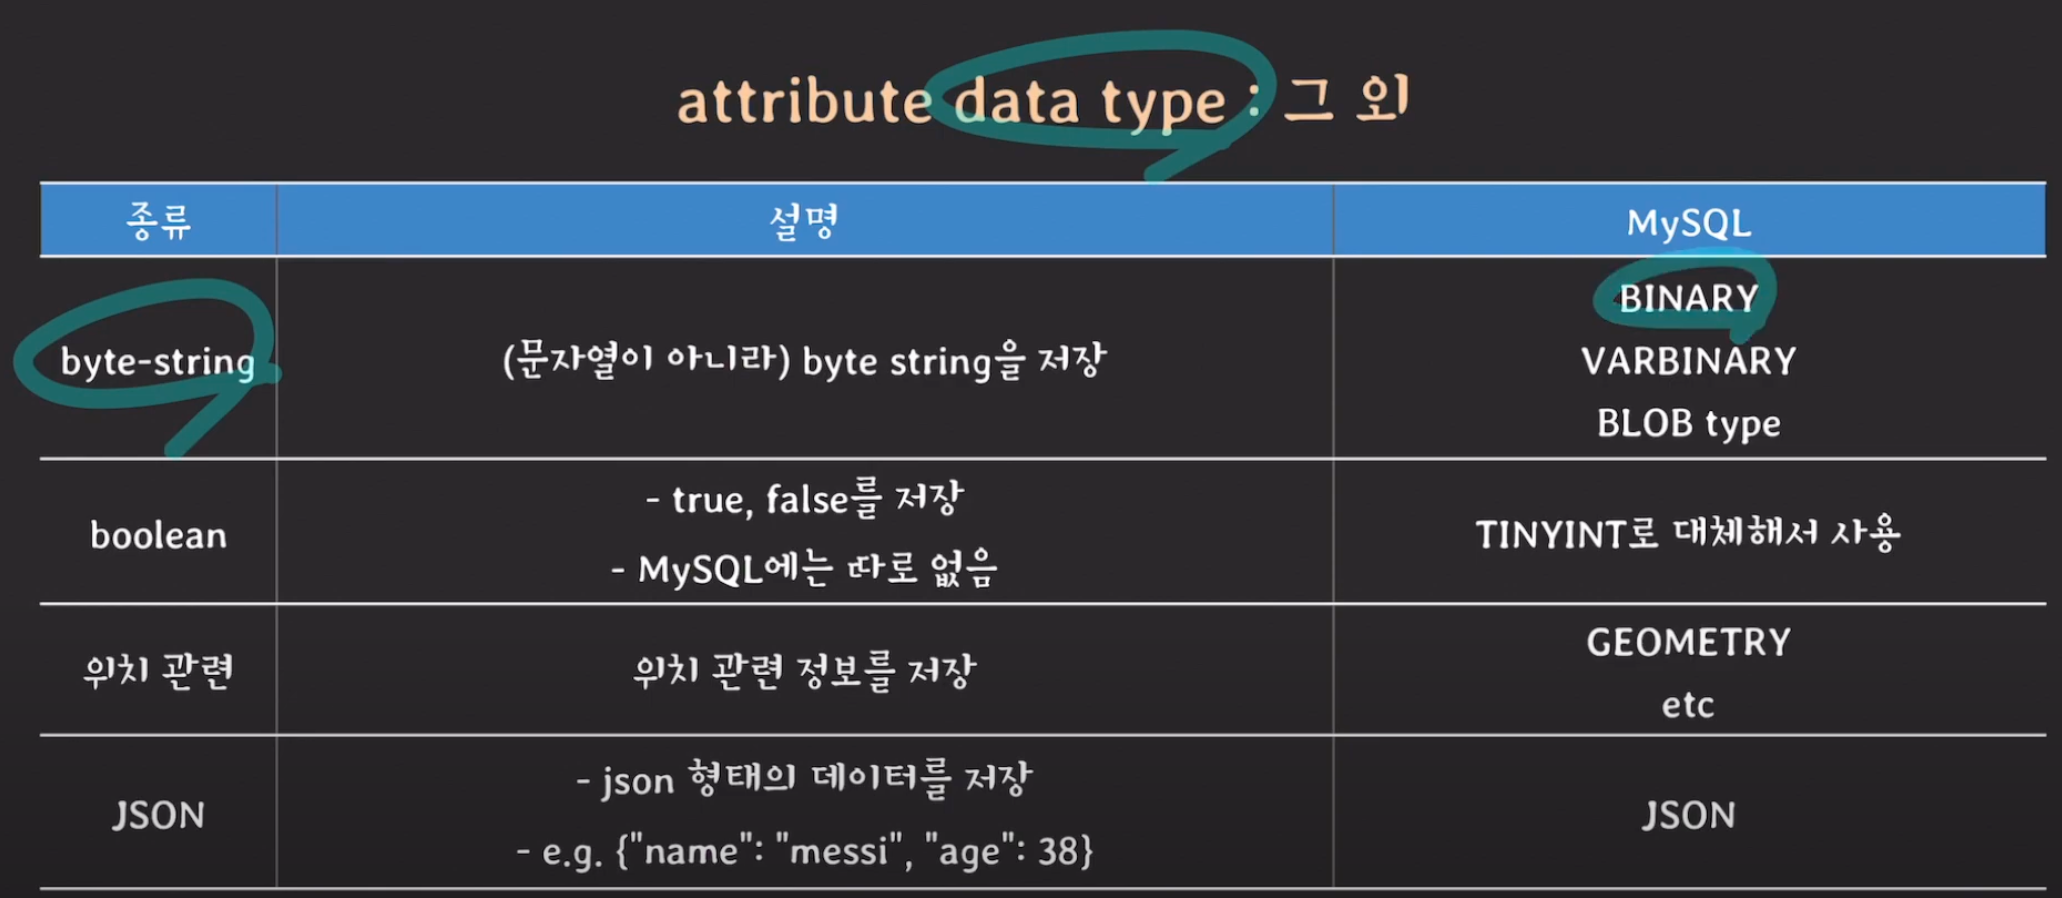 attribute data type : 그 외
종류 설명 MySQL
byte-string (문자열이 아니라) byte string을 저장 BINARY
VARBINARY
BLOB type
boolean - true, false를 저장
- MySQL에는 따로 없음 TINYINT로 대체해서 사용
위치 관련 위치 관련 정보를 저장 GEOMETRY
etc
JSON - json 형태의 데이터를 저장
- e.g. {"name": "messi", "age": 38} JSON